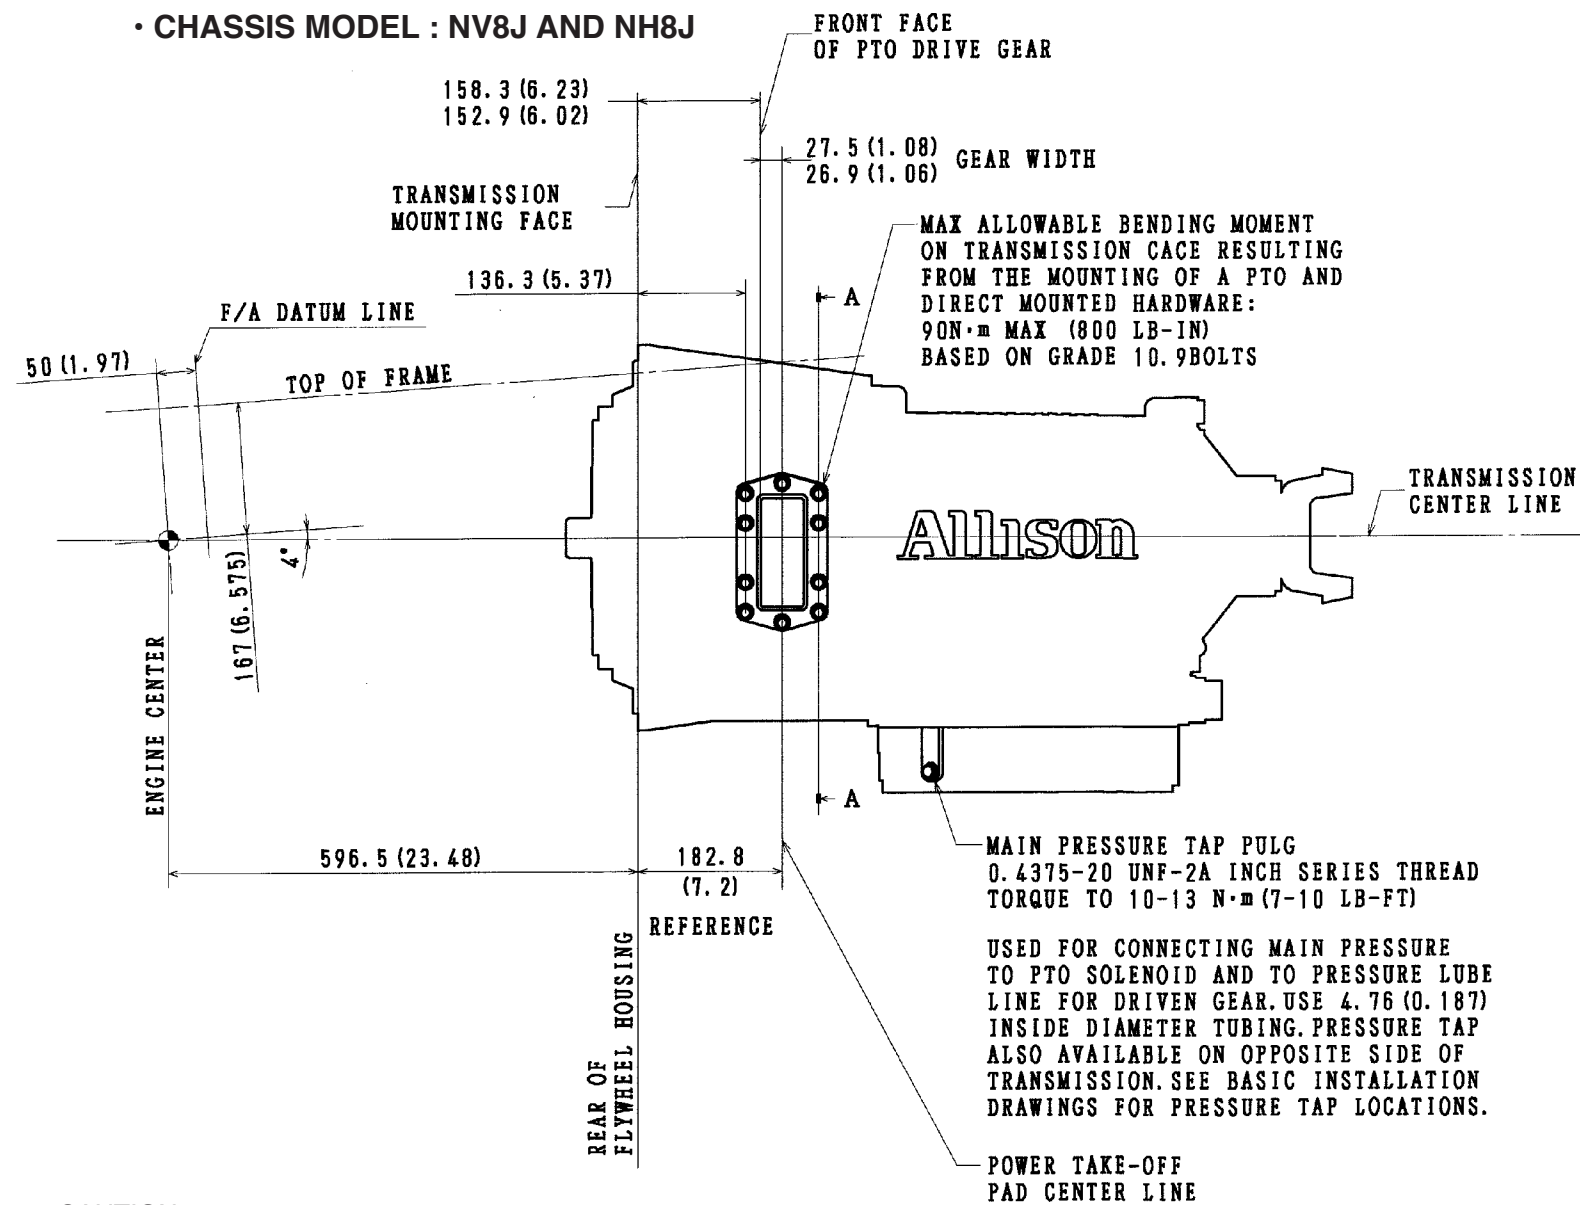 ・CHASSIS MODEL : NV8J AND NH8J
FRONT FACE
OF PTO DRIVE GEAR
158.3 (6.23)
152.9 (6.02)
27.5 (1.08)
26.9 (1.06)
GEAR WIDTH
TRANSMISSION
MOUNTING FACE
MAX ALLOWABLE BENDING MOMENT
ON TRANSMISSION CACE RESULTING
FROM THE MOUNTING OF A PTO AND
DIRECT MOUNTED HARDWARE:
90N·m MAX (800 LB-IN)
BASED ON GRADE 10.9BOLTS
136.3 (5.37)
A
F/A DATUM LINE
50 (1.97)
TOP OF FRAME
TRANSMISSION
CENTER LINE
Allison
4°
167 (6.575)
ENGINE CENTER
A
596.5 (23.48)
182.8
(7.2)
REFERENCE
MAIN PRESSURE TAP PULG
0.4375-20 UNF-2A INCH SERIES THREAD
TORQUE TO 10-13 N·m (7-10 LB-FT)
USED FOR CONNECTING MAIN PRESSURE
TO PTO SOLENOID AND TO PRESSURE LUBE
LINE FOR DRIVEN GEAR. USE 4.76 (0.187)
INSIDE DIAMETER TUBING. PRESSURE TAP
ALSO AVAILABLE ON OPPOSITE SIDE OF
TRANSMISSION. SEE BASIC INSTALLATION
DRAWINGS FOR PRESSURE TAP LOCATIONS.
REAR OF
FLYWHEEL HOUSING
POWER TAKE-OFF
PAD CENTER LINE